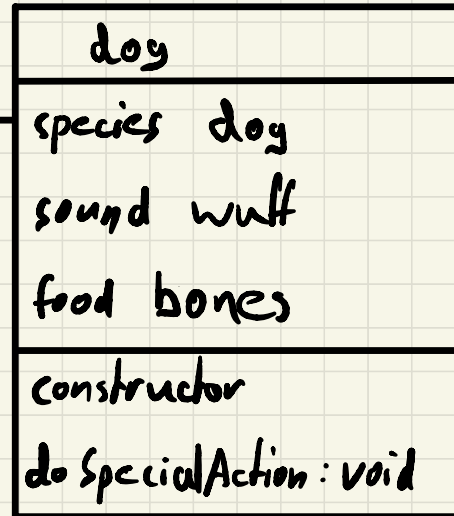 dog
species dog
sound wuff
food bones
constructor
doSpecialAction: void